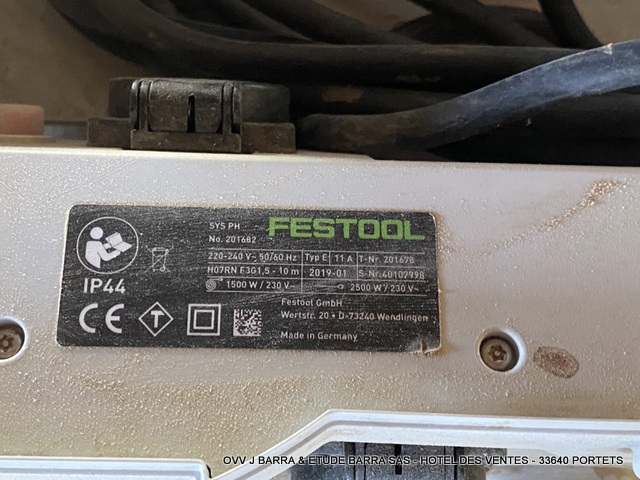 SYS PH
No. 201682
FESTOOL
220-240 V~ 50/60 Hz Typ E 11 A T-Nr. 201678
H07RN F3G1,5 - 10 m 2019-01 S-Nr. 40102998
1500 W / 230 V~ 2500 W / 230 V~
IP44
CE T
Festool GmbH
Wertstr. 20 • D-73240 Wendlingen
Made in Germany
OVV J BARRA & ETUDE BARRA SAS - HOTEL DES VENTES - 33640 PORTETS